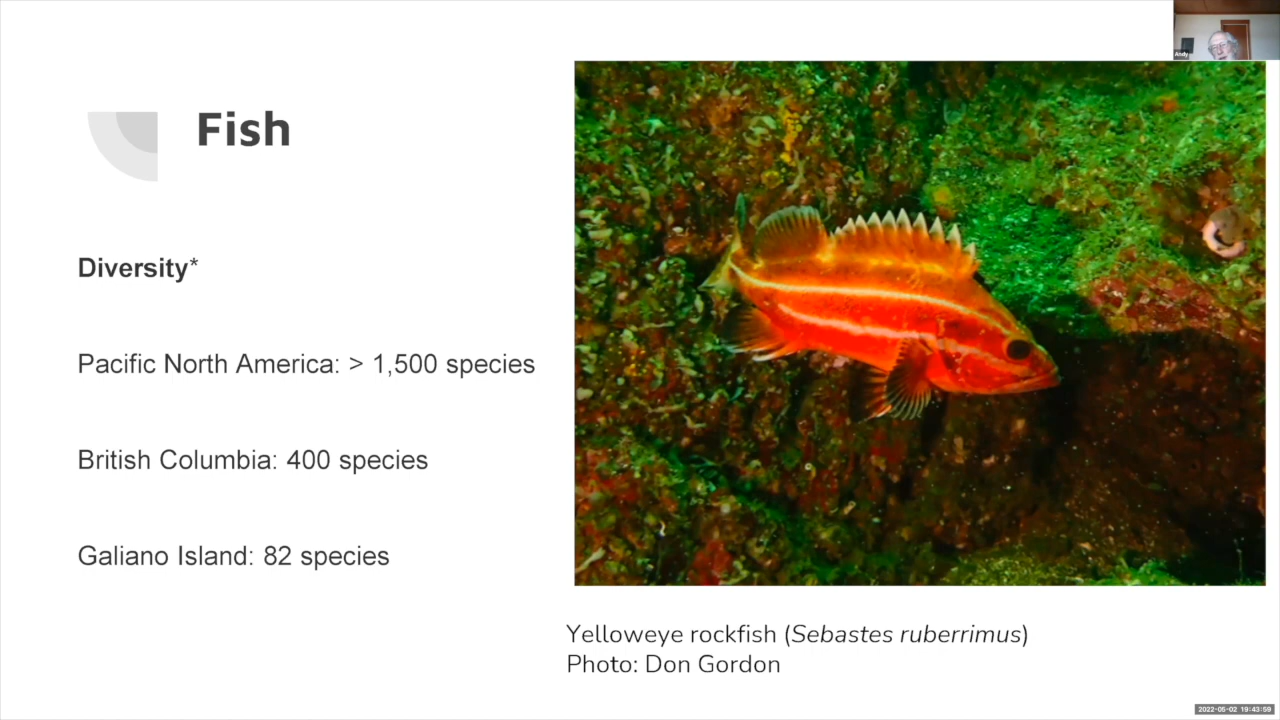 Andy
Fish
Diversity*
Pacific North America: > 1,500 species
British Columbia: 400 species
Galiano Island: 82 species
Yelloweye rockfish (Sebastes ruberrimus)
Photo: Don Gordon
2022-05-02 19:43:59